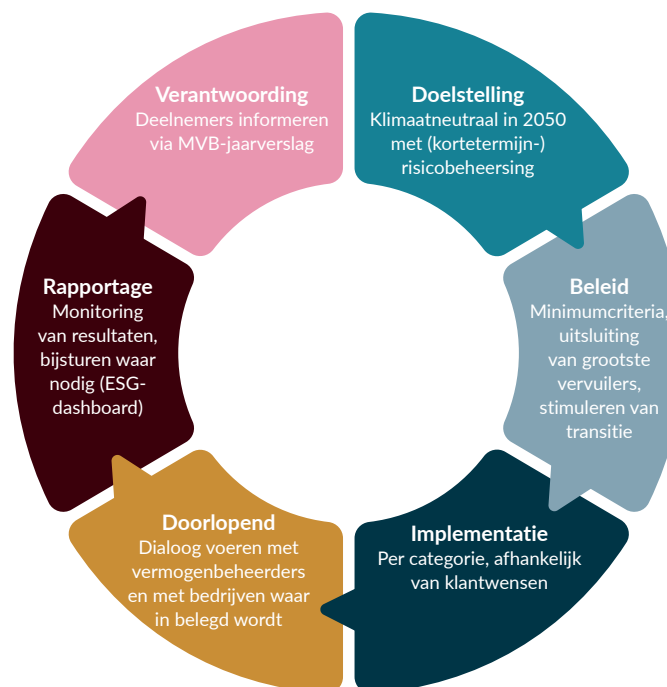 Verantwoording
Deelnemers informeren
via MVB-jaarverslag
Doelstelling
Klimaatneutraal in 2050
met (kortetermijn-)
risicobeheersing
Beleid
Minimumcriteria,
uitsluiting
van grootste
vervuilers,
stimuleren van
transitie
Implementatie
Per categorie, afhankelijk
van klantwensen
Doorlopend
Dialoog voeren met
vermogenbeheerders
en met bedrijven waar
in belegd wordt
Rapportage
Monitoring
van resultaten,
bijsturen waar
nodig (ESG-
dashboard)